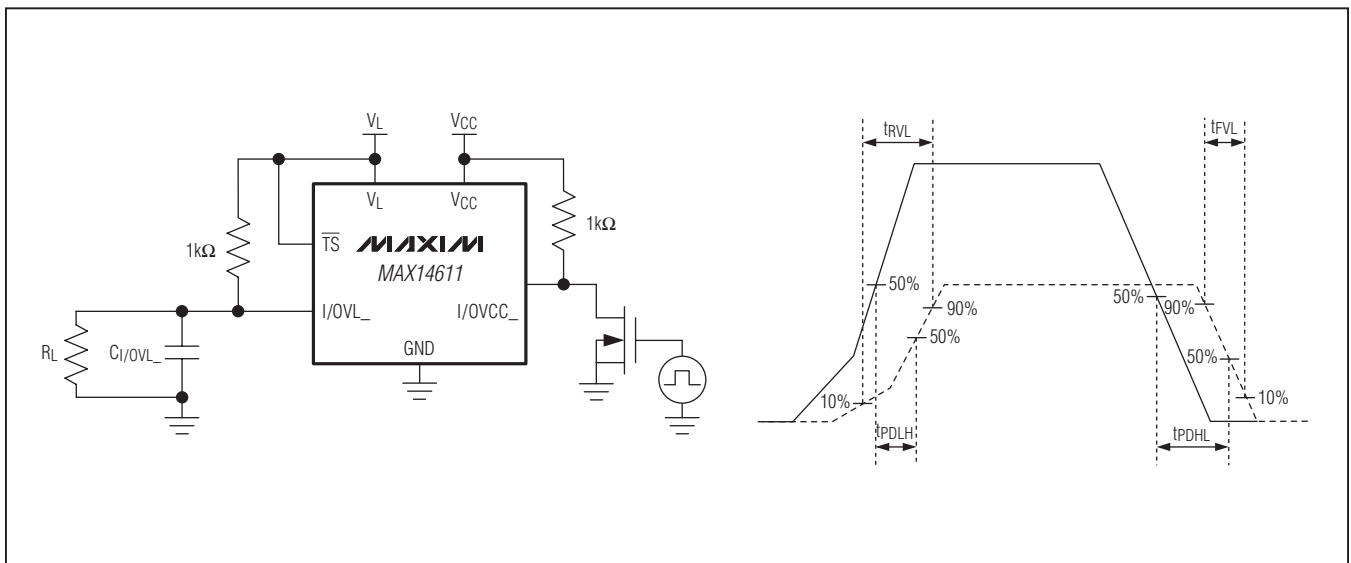 VL
VCC
VL
VCC
1kΩ
1kΩ
TS
MAXIM
MAX14611
I/OVL_
I/OVCC_
GND
RL
CI/OVL_
tRVL
tFVL
50%
90%
50%
10%
tPDLH
50%
90%
50%
10%
tPDHL